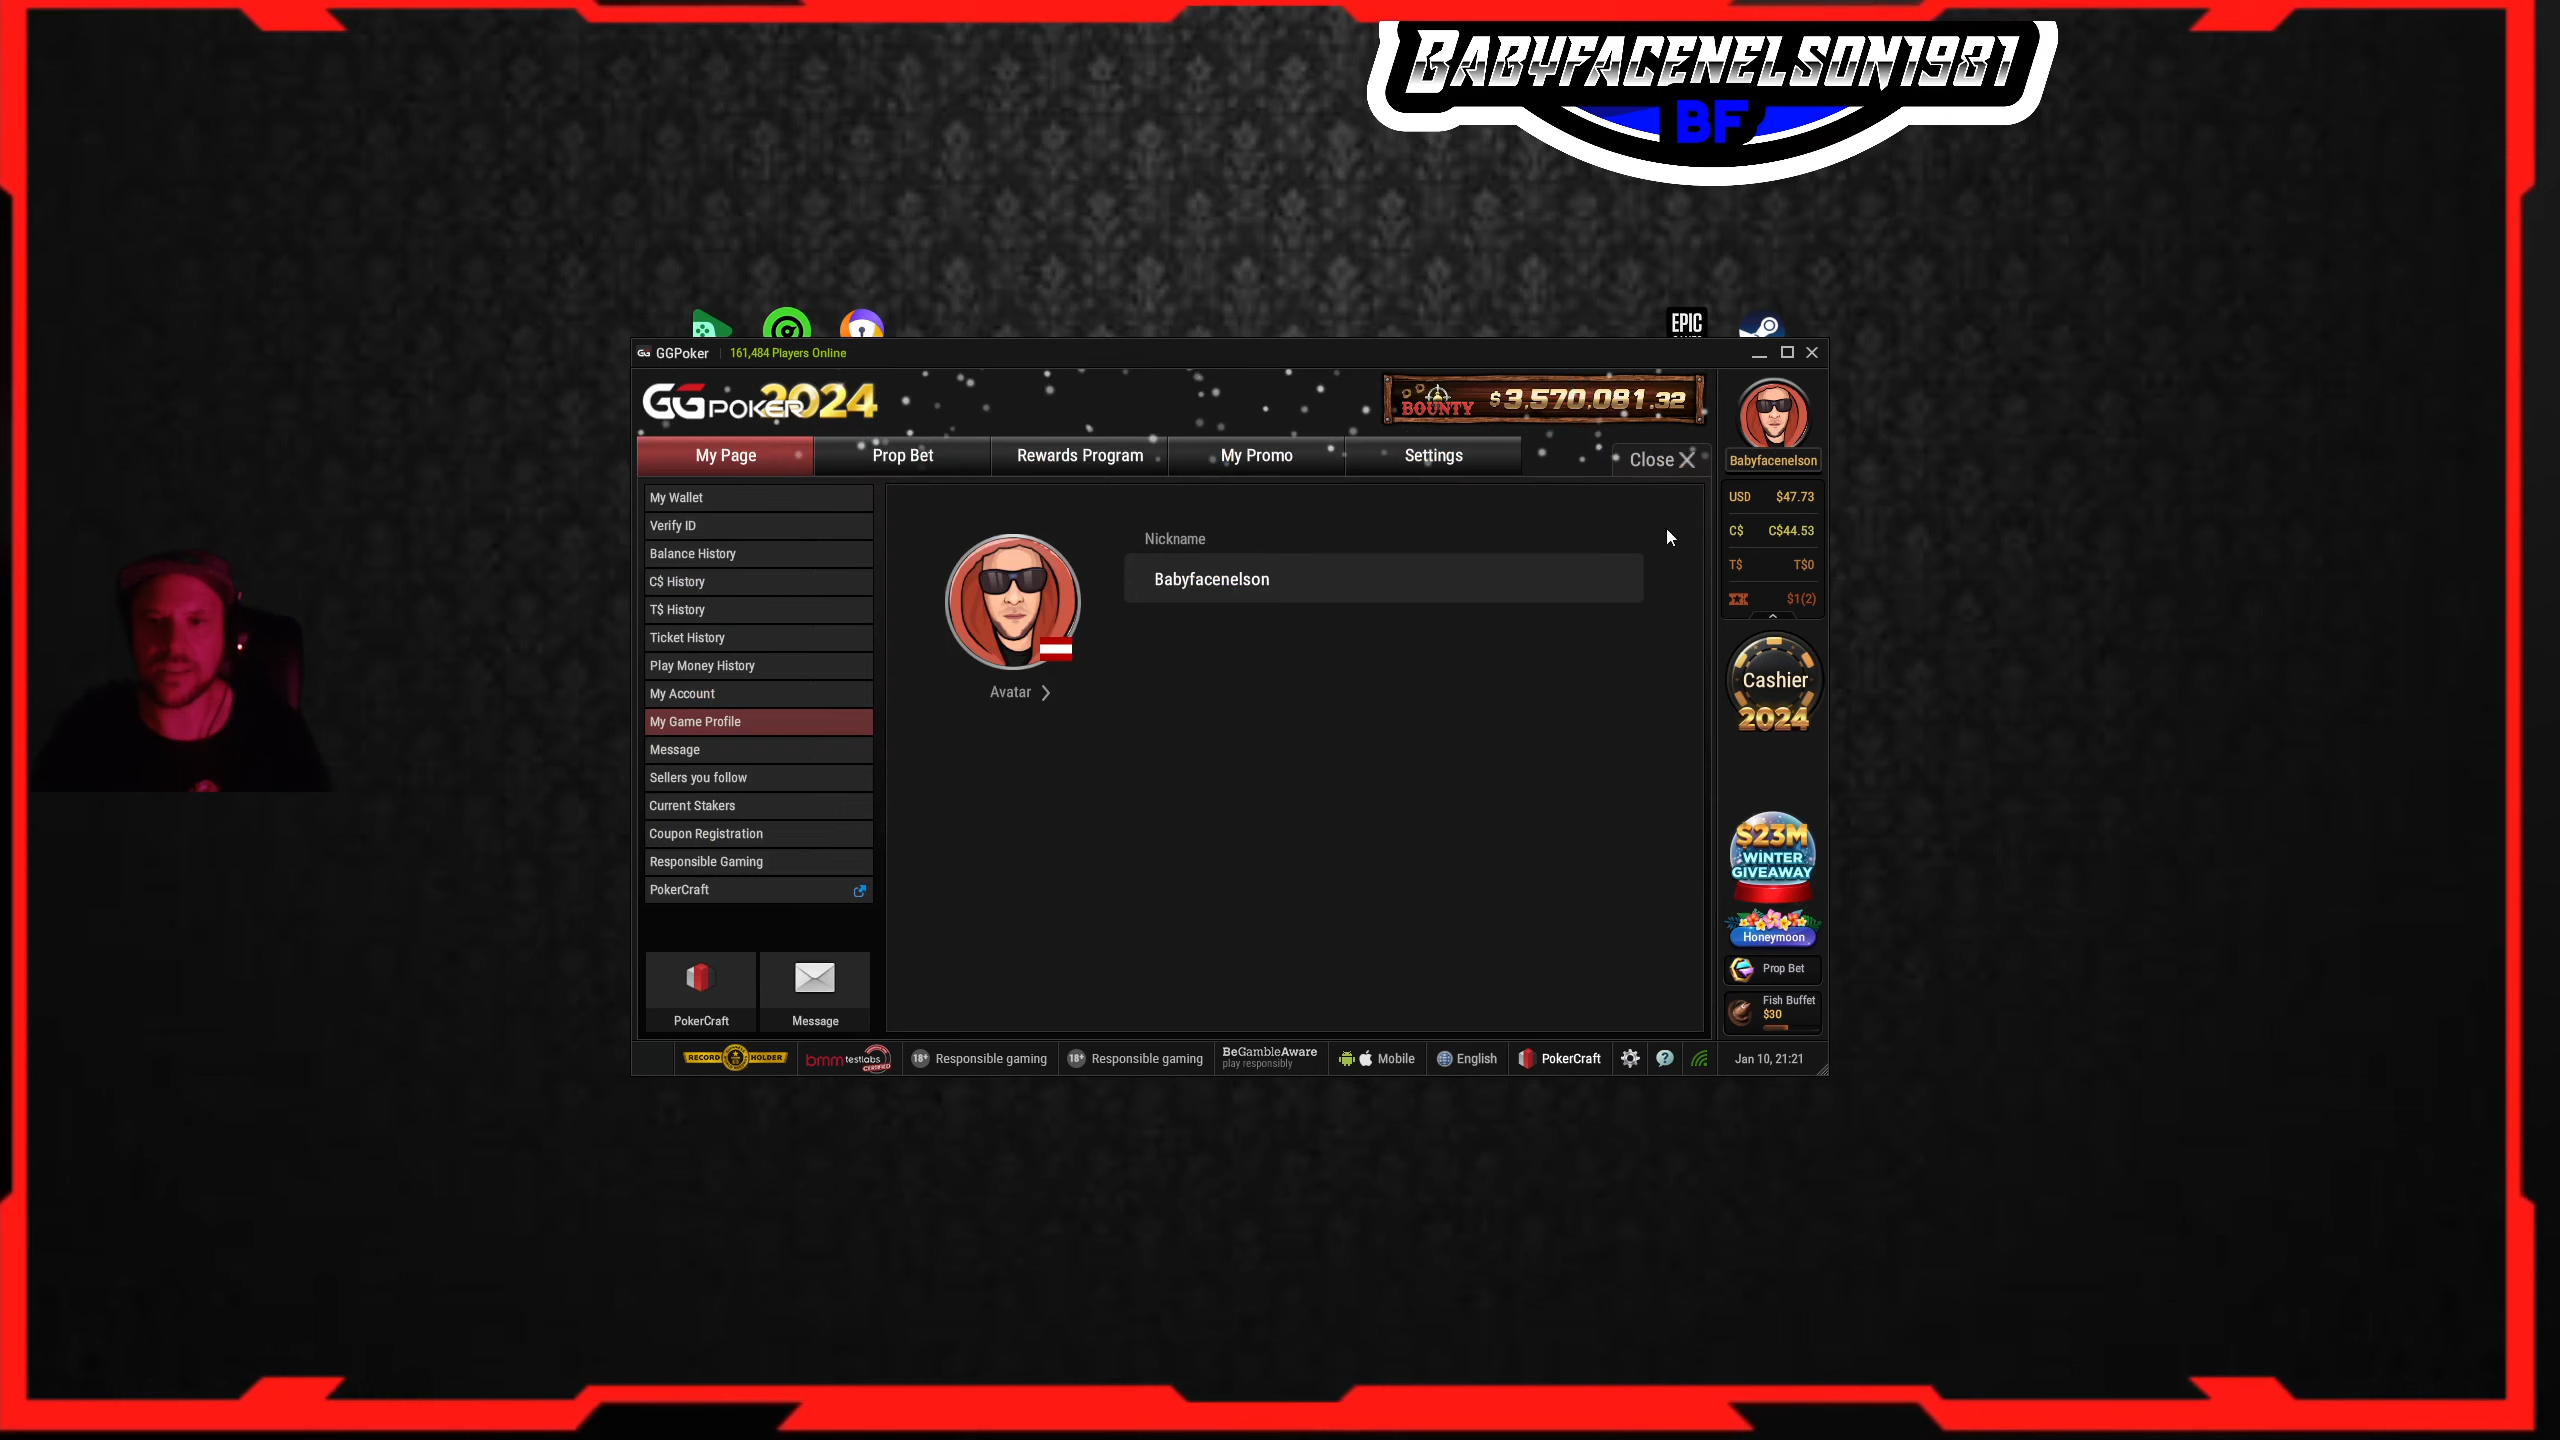 BABYFACENELSON1981
BF
EPIC
GG GGPoker | 161,484 Players Online
GG POKER 2024
BOUNTY $3,570,081.32
My Page
Prop Bet
Rewards Program
My Promo
Settings
Close
Babyfacenelson
My Wallet
Verify ID
Balance History
C$ History
T$ History
Ticket History
Play Money History
My Account
My Game Profile
Message
Sellers you follow
Current Stakers
Coupon Registration
Responsible Gaming
PokerCraft
PokerCraft
Message
Nickname
Babyfacenelson
Avatar
USD $47.73
C$ C$44.53
T$ T$0
$1(2)
Cashier
2024
$23M
WINTER
GIVEAWAY
Honeymoon
Prop Bet
Fish Buffet
$30
RECORD HOLDER
bmm testlabs
CERTIFIED
18+ Responsible gaming
18+ Responsible gaming
BeGambleAware
play responsibly
Mobile
English
PokerCraft
?
Jan 10, 21:21